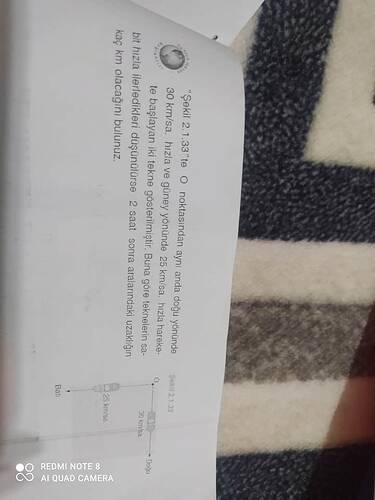 "Şekil 2.1.33"te O noktasından aynı anda doğu yönünde
30 km/sa. hızla ve güney yönünde 25 km/sa. hızla hareke-
te başlayan iki tekne gösterilmiştir. Buna göre teknelerin sa-
bit hızla ilerledikleri düşünülürse 2 saat sonra aralarındaki uzaklığın
kaç km olacağını bulunuz.
Şekil 2.1.33
O
Doğu
30 km/sa.
25 km/sa.
Batı
REDMI NOTE 8
AI QUAD CAMERA